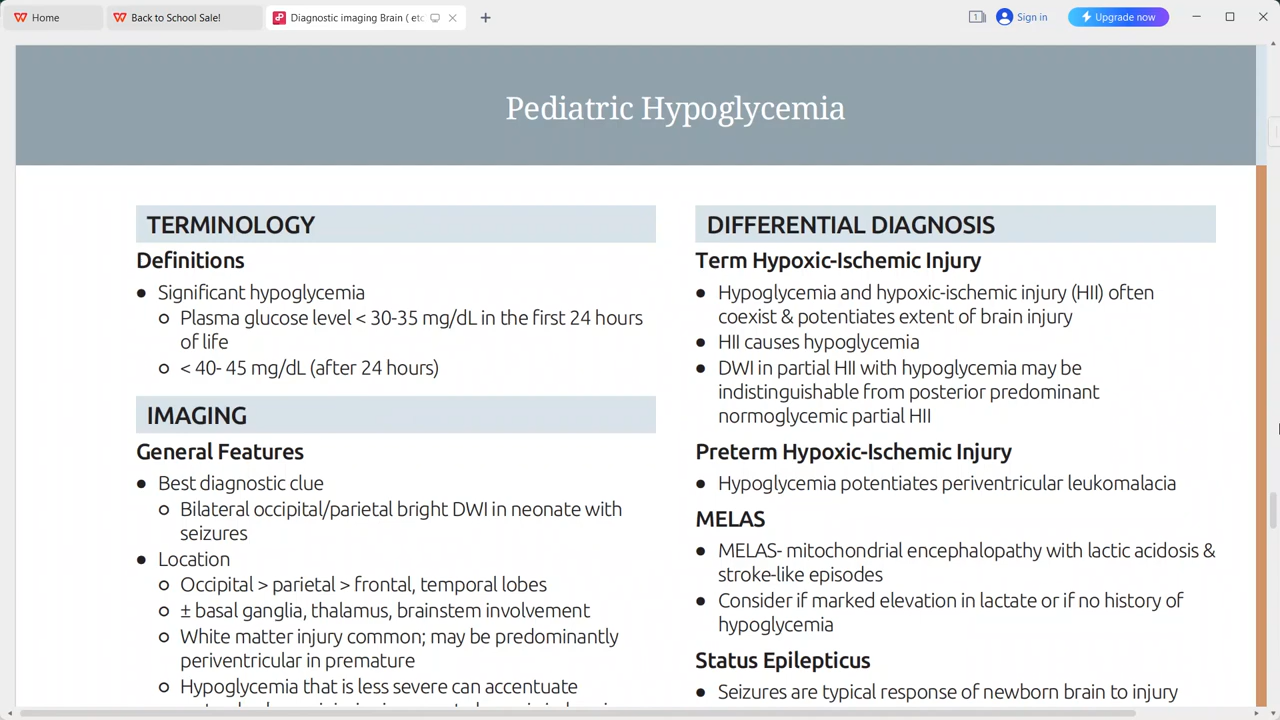 Home
Back to School Sale!
Diagnostic imaging Brain ( etc
1
Sign in
Upgrade now
Pediatric Hypoglycemia
TERMINOLOGY
Definitions
● Significant hypoglycemia
○ Plasma glucose level < 30-35 mg/dL in the first 24 hours
of life
○ < 40- 45 mg/dL (after 24 hours)
IMAGING
General Features
● Best diagnostic clue
○ Bilateral occipital/parietal bright DWI in neonate with
seizures
● Location
○ Occipital > parietal > frontal, temporal lobes
○ ± basal ganglia, thalamus, brainstem involvement
○ White matter injury common; may be predominantly
periventricular in premature
○ Hypoglycemia that is less severe can accentuate
DIFFERENTIAL DIAGNOSIS
Term Hypoxic-Ischemic Injury
● Hypoglycemia and hypoxic-ischemic injury (HII) often
coexist & potentiates extent of brain injury
● HII causes hypoglycemia
● DWI in partial HII with hypoglycemia may be
indistinguishable from posterior predominant
normoglycemic partial HII
Preterm Hypoxic-Ischemic Injury
● Hypoglycemia potentiates periventricular leukomalacia
MELAS
● MELAS- mitochondrial encephalopathy with lactic acidosis &
stroke-like episodes
● Consider if marked elevation in lactate or if no history of
hypoglycemia
Status Epilepticus
● Seizures are typical response of newborn brain to injury